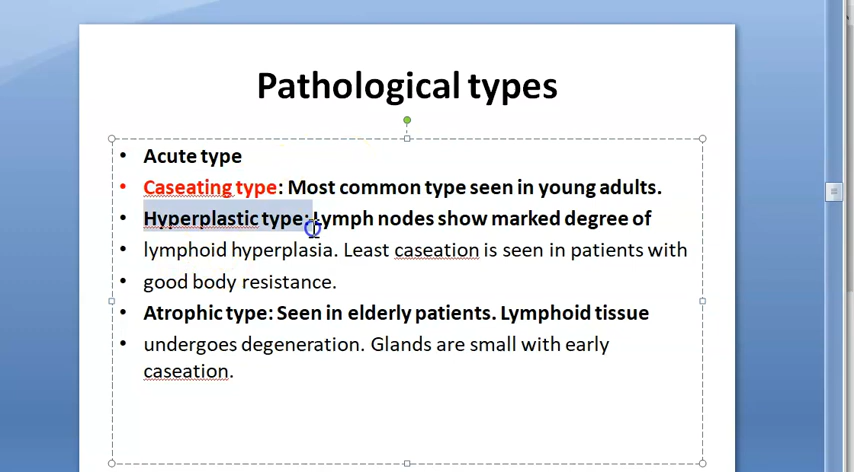 Pathological types
• Acute type
• Caseating type: Most common type seen in young adults.
• Hyperplastic type: Lymph nodes show marked degree of
• lymphoid hyperplasia. Least caseation is seen in patients with
• good body resistance.
• Atrophic type: Seen in elderly patients. Lymphoid tissue
• undergoes degeneration. Glands are small with early
caseation.